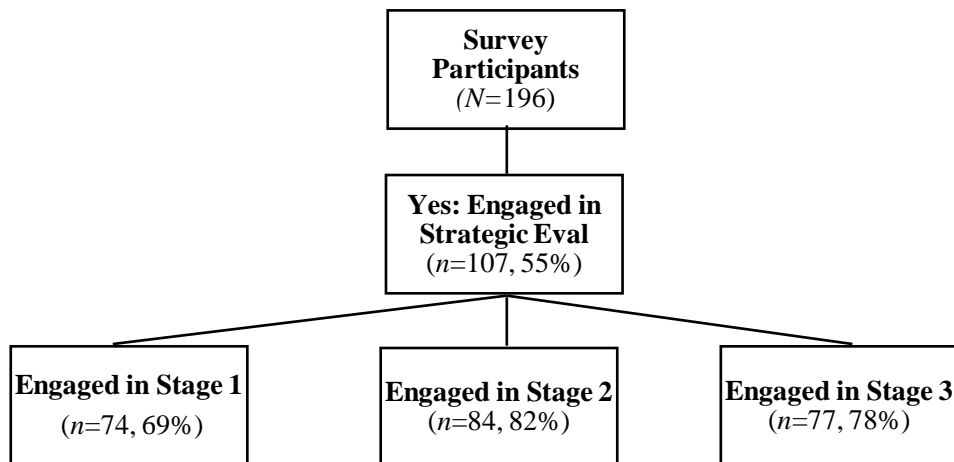 Survey
Participants
(N=196)
Yes: Engaged in
Strategic Eval
(n=107, 55%)
Engaged in Stage 1
(n=74, 69%)
Engaged in Stage 2
(n=84, 82%)
Engaged in Stage 3
(n=77, 78%)